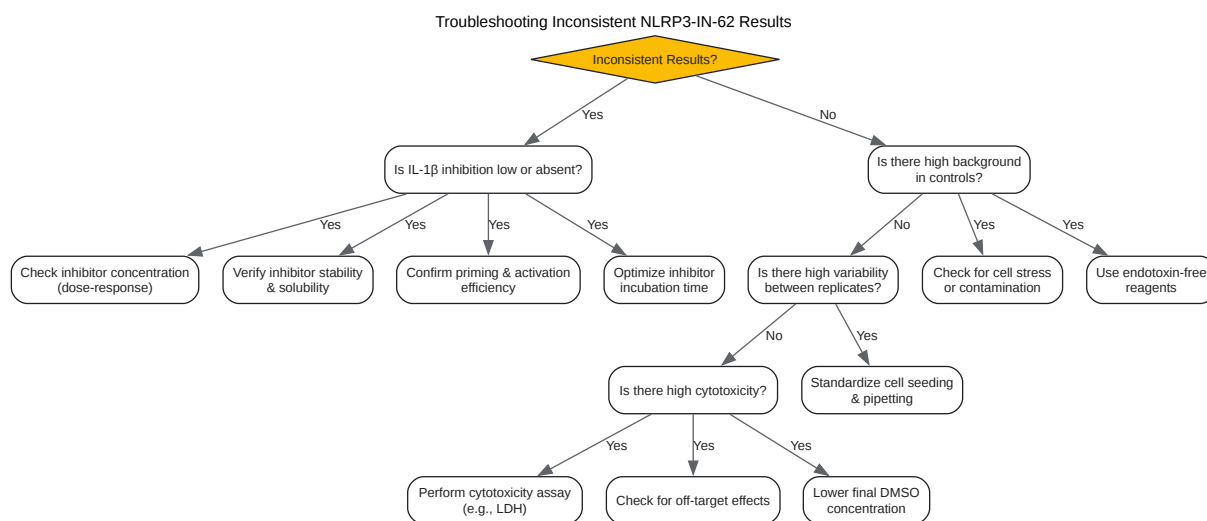 Troubleshooting Inconsistent NLRP3-IN-62 Results
Inconsistent Results?
Yes
No
Is IL-1β inhibition low or absent?
Is there high background
in controls?
Yes
Yes
Yes
Yes
No
Yes
Yes
Check inhibitor concentration
(dose-response)
Verify inhibitor stability
& solubility
Confirm priming & activation
efficiency
Optimize inhibitor
incubation time
Is there high variability
between replicates?
Check for cell stress
or contamination
Use endotoxin-free
reagents
No
Yes
Is there high cytotoxicity?
Standardize cell seeding
& pipetting
Yes
Yes
Yes
Perform cytotoxicity assay
(e.g., LDH)
Check for off-target effects
Lower final DMSO
concentration